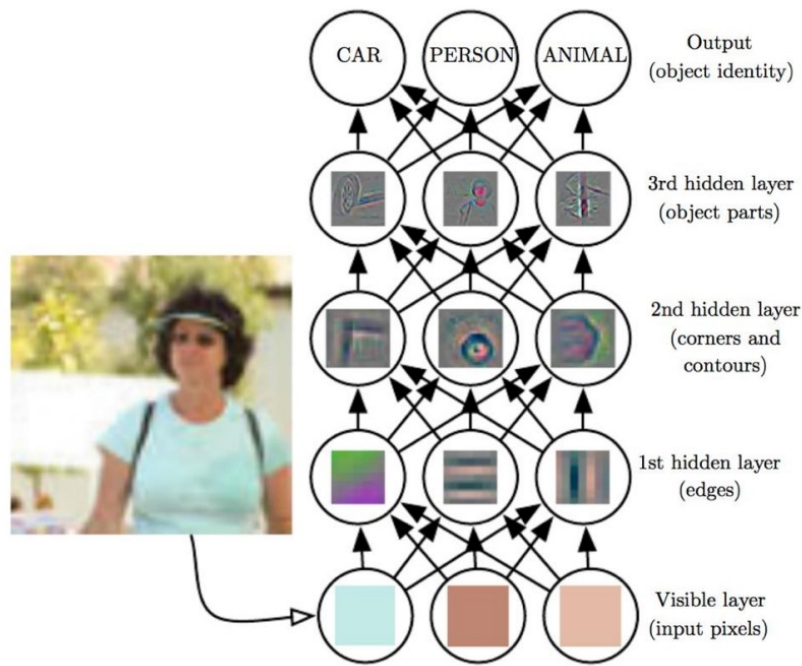 CAR
PERSON
ANIMAL
Output
(object identity)
3rd hidden layer
(object parts)
2nd hidden layer
(corners and
contours)
1st hidden layer
(edges)
Visible layer
(input pixels)